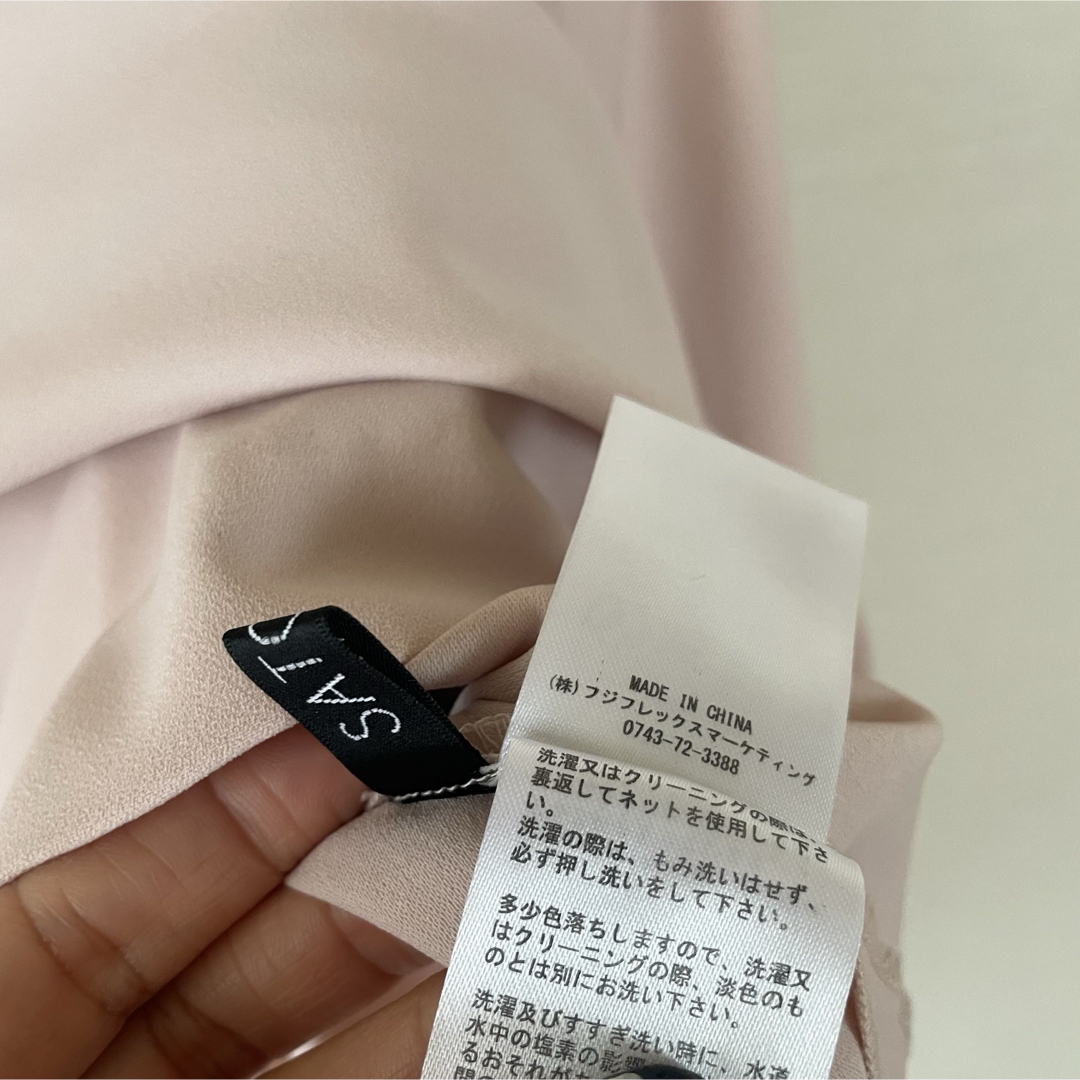 SAIS
MADE IN CHINA
(株)フジフレックスマーケティング
0743-72-3388
洗濯又はクリーニングの際は、
裏返してネットを使用して下さ
い。
洗濯の際は、もみ洗いはせず、
必ず押し洗いをして下さい。
多少色落ちしますので、洗濯又
はクリーニングの際、淡色のも
のとは別にお洗い下さい。
洗濯及びすすぎ洗い時に、水道
水中の塩素の影響
るおそれが